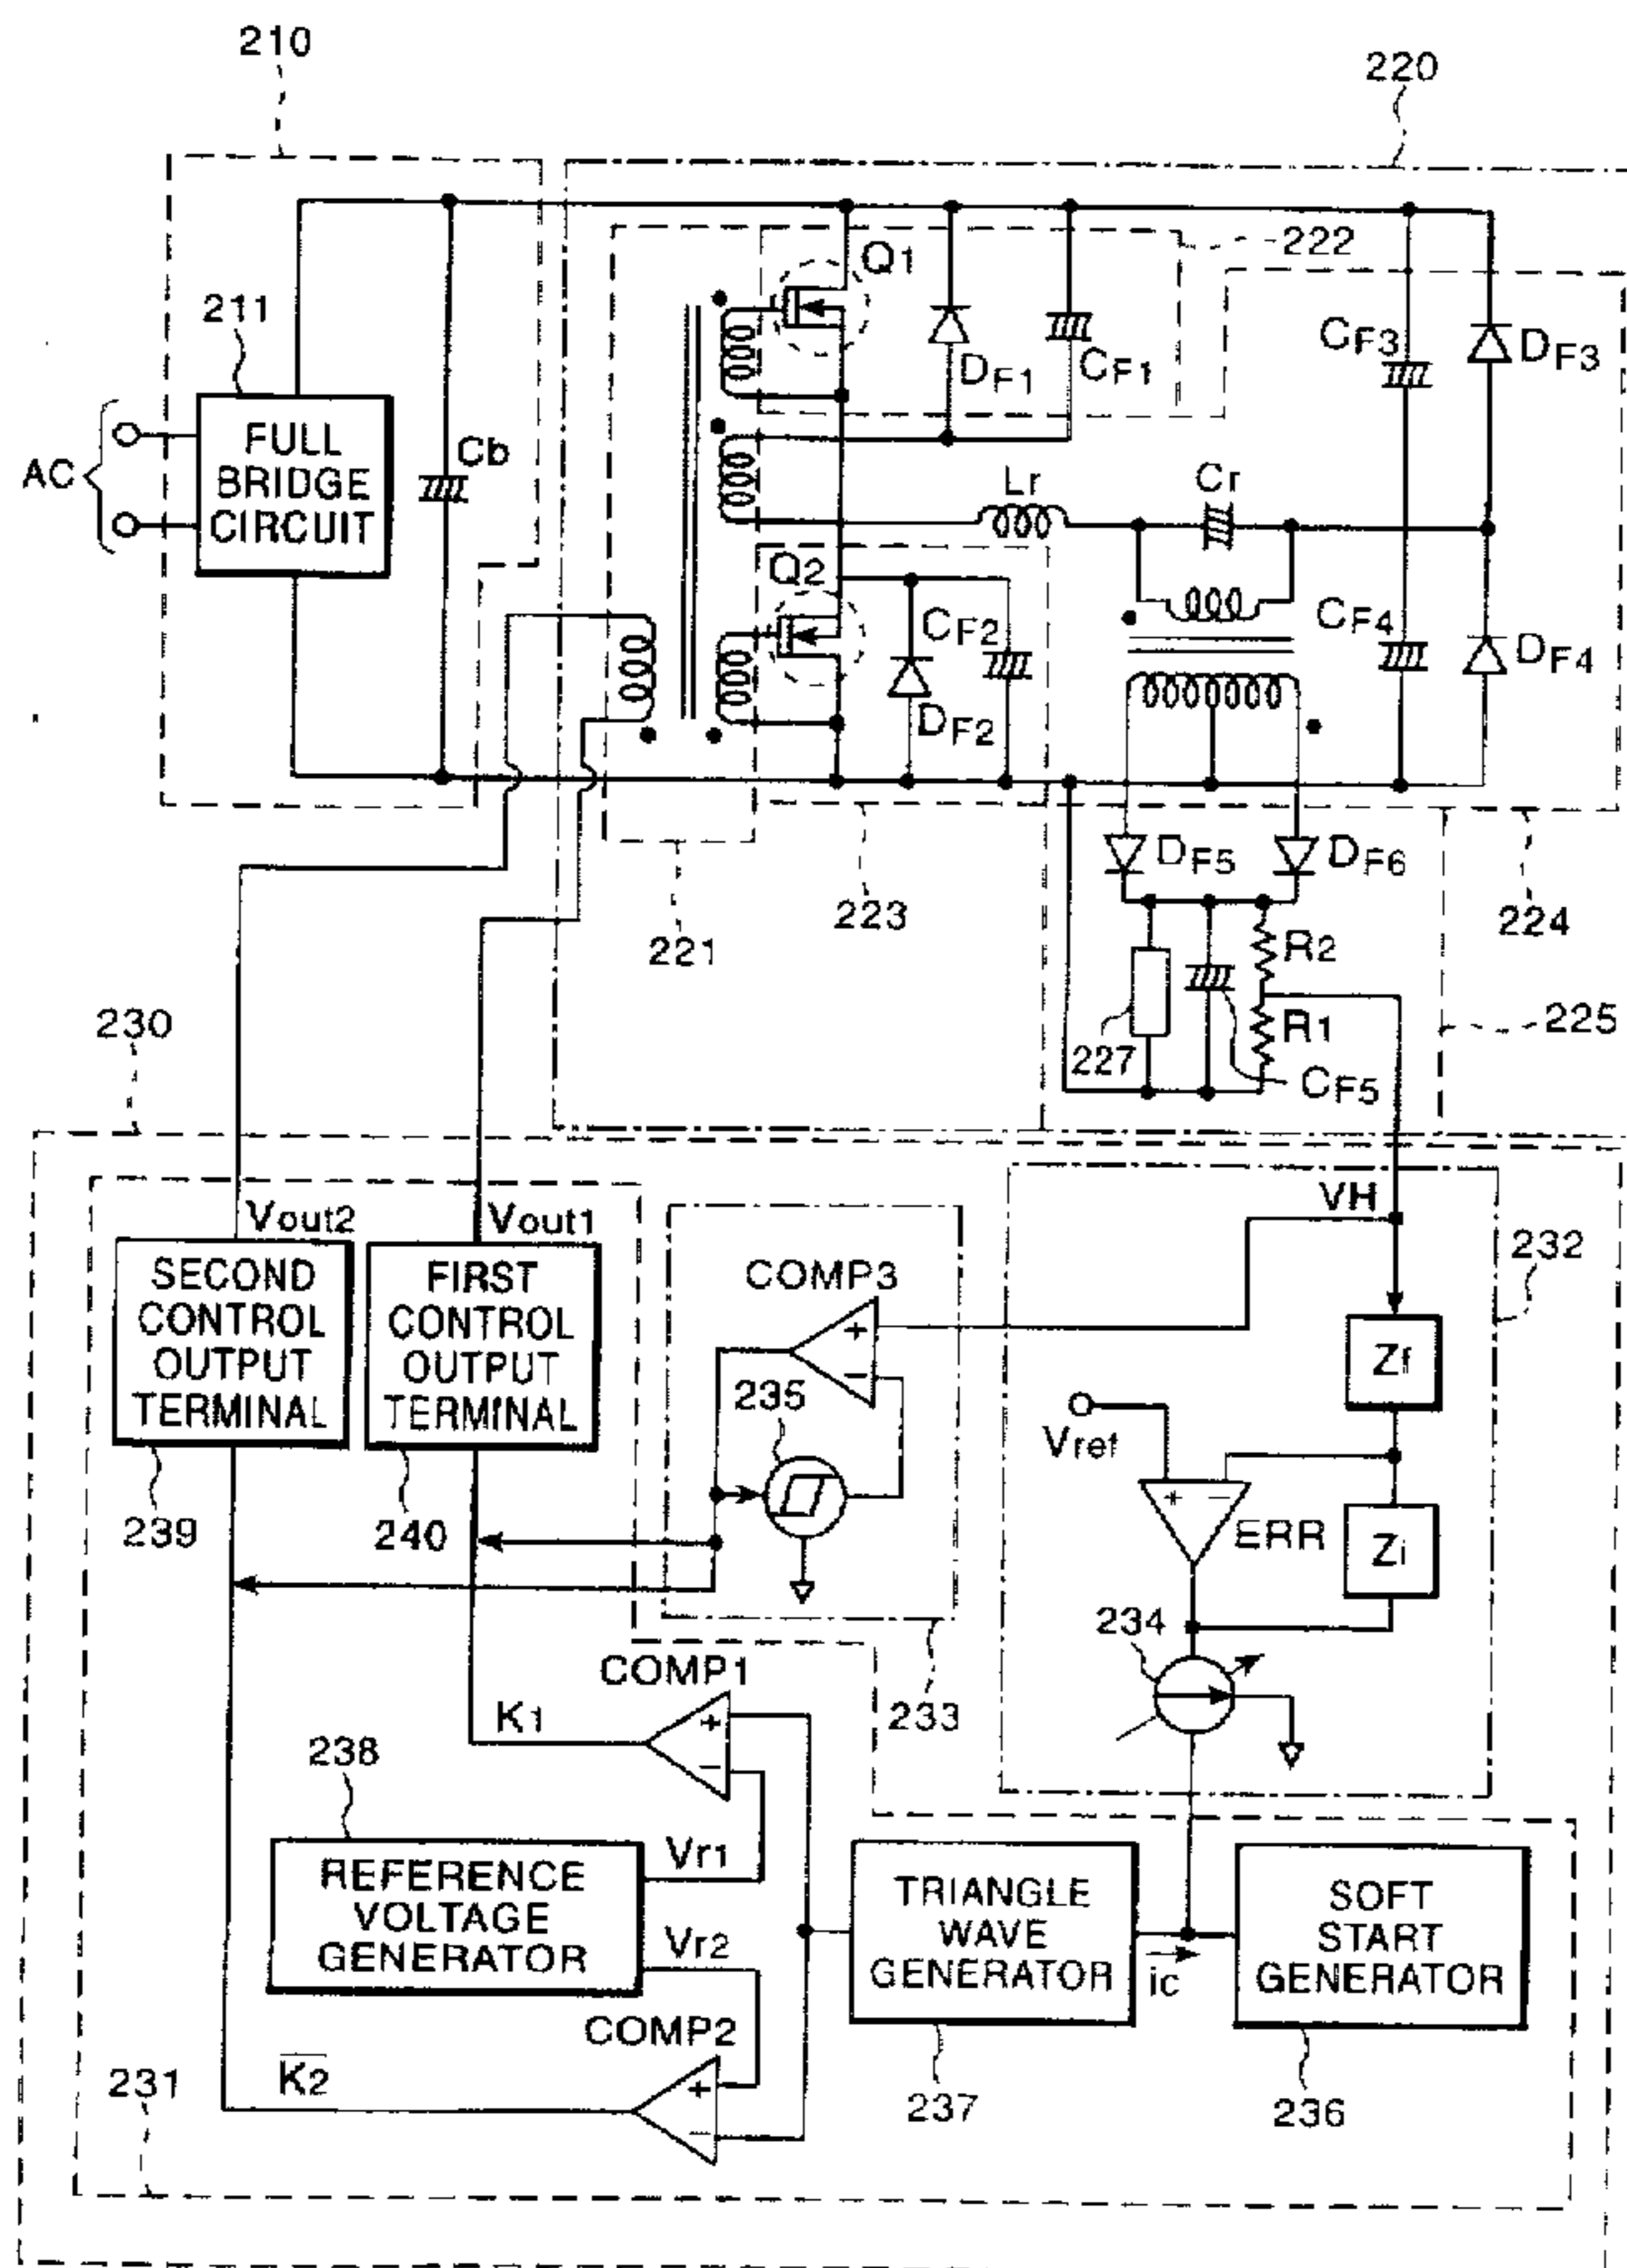 210
220
222
Q1
211
CF3
DF3
DF1
CF1
AC
FULL
BRIDGE
CIRCUIT
Cb
Lr
Cr
Q2
CF2
CF4
DF4
DF2
DF5
DF6
223
224
221
R2
230
225
R1
227
CF5
Vout2
Vout1
VH
232
SECOND
CONTROL
OUTPUT
TERMINAL
FIRST
CONTROL
OUTPUT
TERMINAL
COMP3
+
−
Zf
235
Vref
+ −
ERR
Zi
239
240
234
COMP1
K1
+
−
233
238
REFERENCE
VOLTAGE
GENERATOR
Vr1
Vr2
TRIANGLE
WAVE
GENERATOR
ic
SOFT
START
GENERATOR
COMP2
K2
+
−
231
237
236